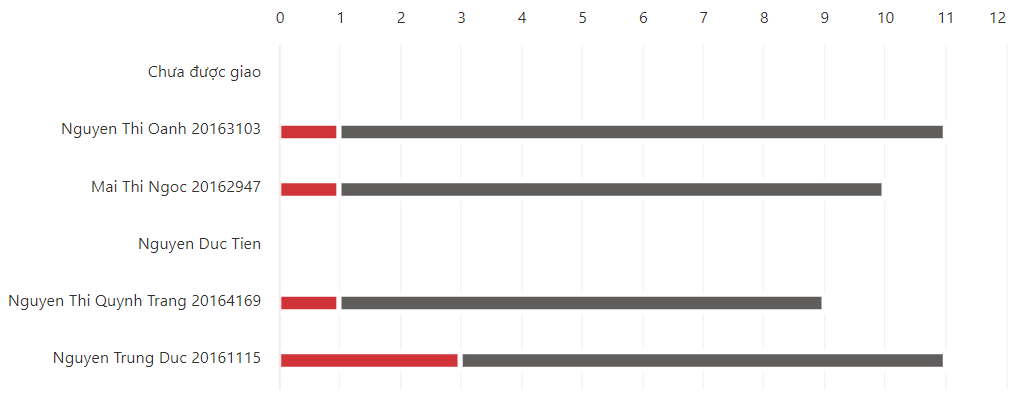 0 1 2 3 4 5 6 7 8 9 10 11 12
Chưa được giao
Nguyen Thi Oanh 20163103
Mai Thi Ngoc 20162947
Nguyen Duc Tien
Nguyen Thi Quynh Trang 20164169
Nguyen Trung Duc 20161115